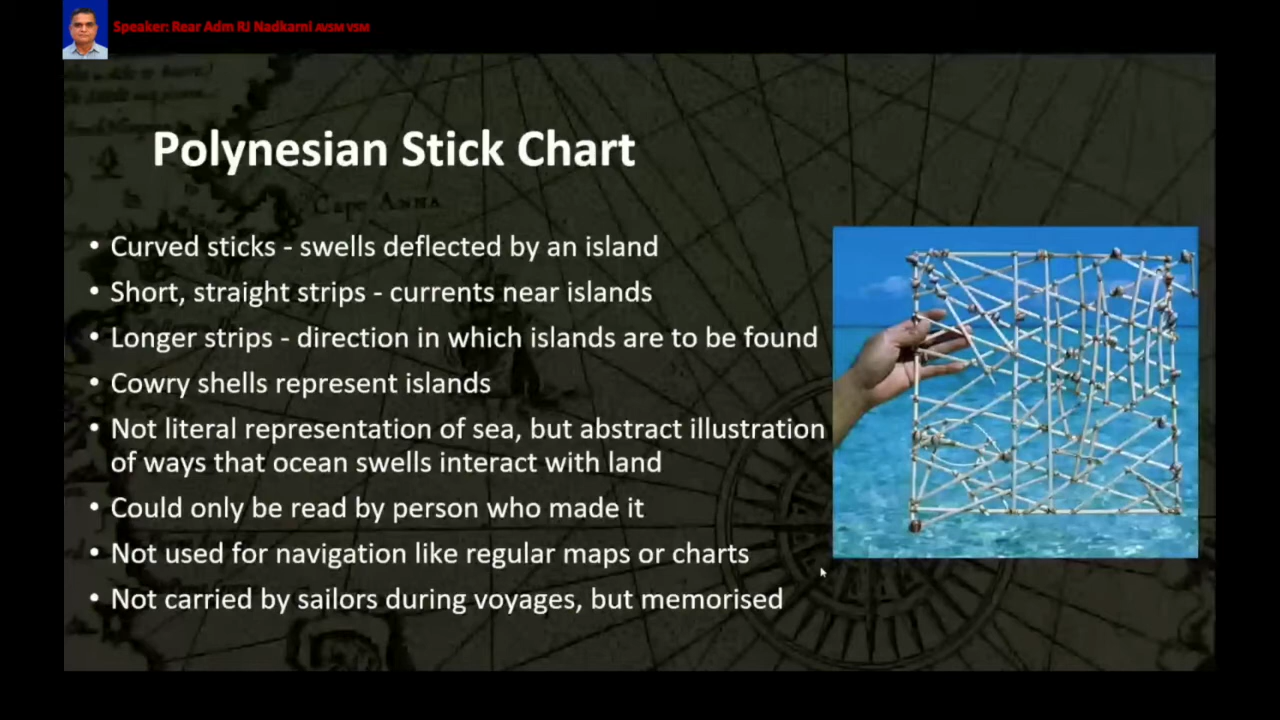 Speaker: Rear Adm RJ Nadkarni AVSM VSM
Polynesian Stick Chart
Cape ANNA
• Curved sticks - swells deflected by an island
• Short, straight strips - currents near islands
• Longer strips - direction in which islands are to be found
• Cowry shells represent islands
• Not literal representation of sea, but abstract illustration
of ways that ocean swells interact with land
• Could only be read by person who made it
• Not used for navigation like regular maps or charts
• Not carried by sailors during voyages, but memorised